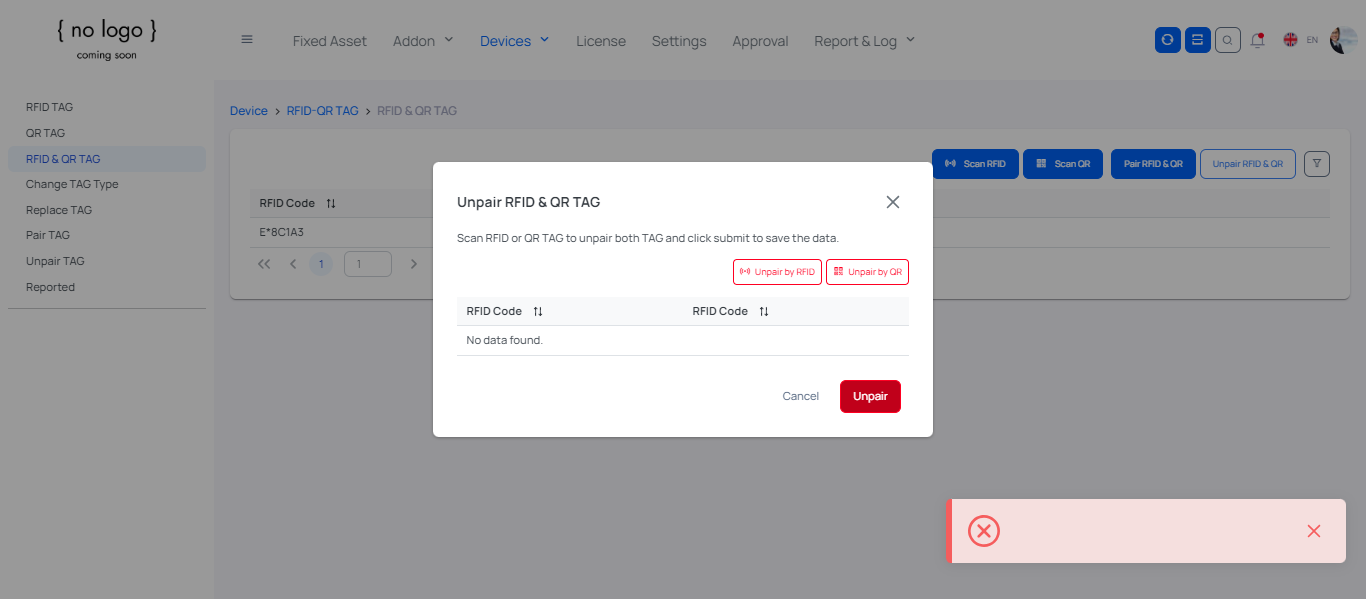 { no logo }
coming soon
Fixed Asset
Addon
Devices
License
Settings
Approval
Report & Log
EN
RFID TAG
QR TAG
RFID & QR TAG
Change TAG Type
Replace TAG
Pair TAG
Unpair TAG
Reported
Device > RFID-QR TAG > RFID & QR TAG
Scan RFID
Scan QR
Pair RFID & QR
Unpair RFID & QR
RFID Code
E*8C1A3
1
1
Unpair RFID & QR TAG
Scan RFID or QR TAG to unpair both TAG and click submit to save the data.
Unpair by RFID
Unpair by QR
RFID Code
RFID Code
No data found.
Cancel
Unpair